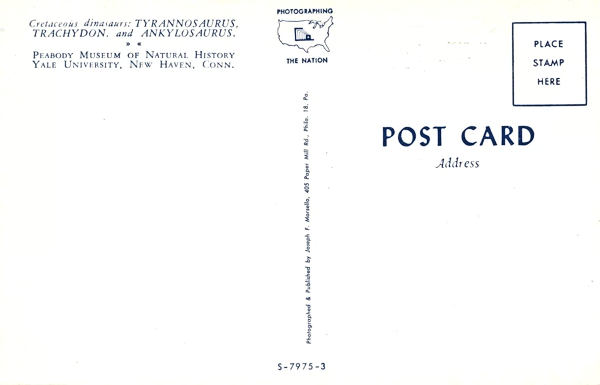 Cretaceous dinosaurs: TYRANNOSAURUS,
TRACHYDON, and ANKYLOSAURUS.
» «
PEABODY MUSEUM OF NATURAL HISTORY
YALE UNIVERSITY, NEW HAVEN, CONN.
PHOTOGRAPHING
THE NATION
Photographed & Published by Joseph F. Marsella, 405 Paper Mill Rd., Phila. 18, Pa.
S-7975-3
PLACE
STAMP
HERE
POST CARD
Address